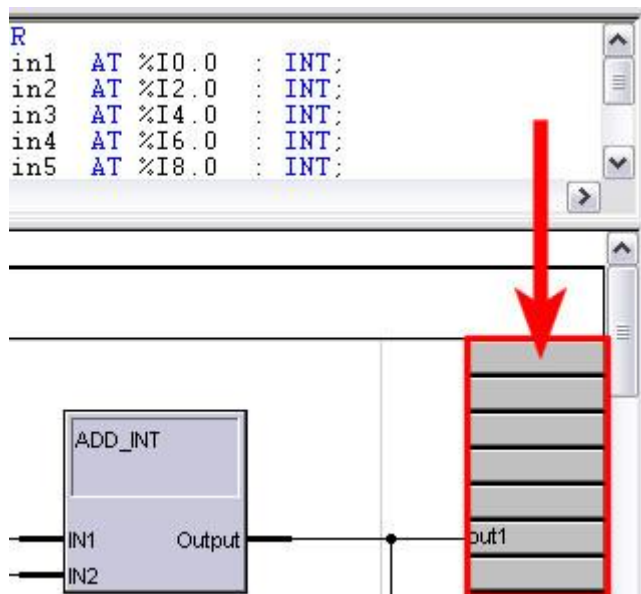 R
in1 AT %I0.0 : INT;
in2 AT %I2.0 : INT;
in3 AT %I4.0 : INT;
in4 AT %I6.0 : INT;
in5 AT %I8.0 : INT;
ADD_INT
IN1 Output
out1
IN2